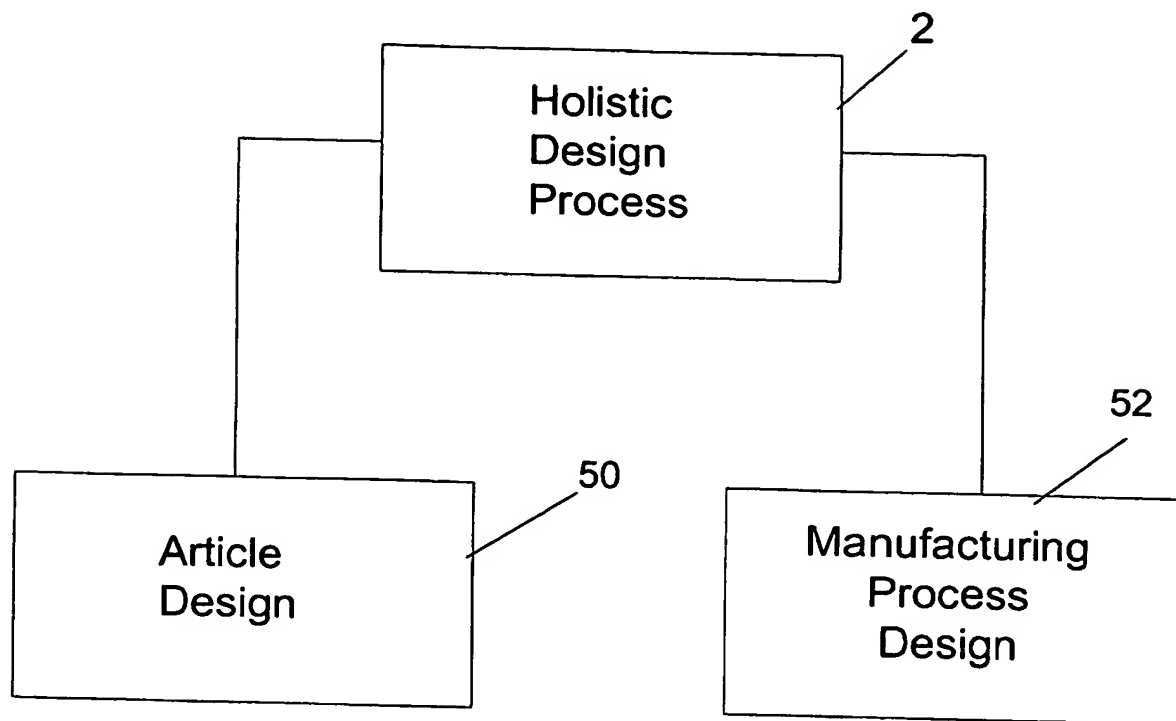 2
Holistic
Design
Process
50
Article
Design
52
Manufacturing
Process
Design